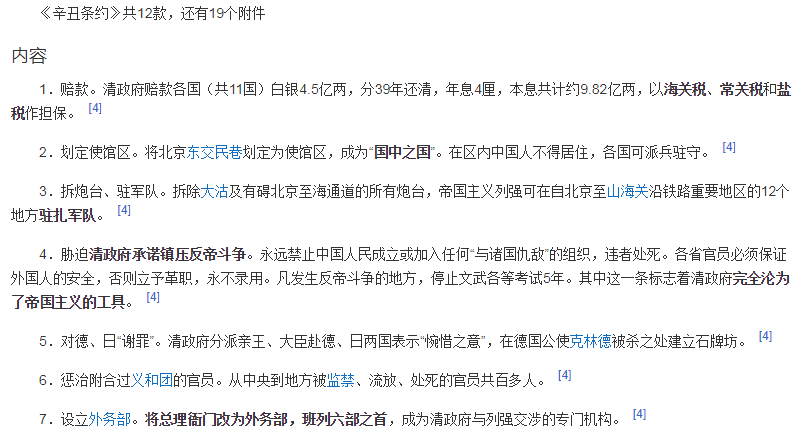 《辛丑条约》共12款，还有19个附件
内容
1．赔款。清政府赔款各国（共11国）白银4.5亿两，分39年还清，年息4厘，本息共计约9.82亿两，以海关税、常关税和盐
税作担保。 [4]
2．划定使馆区。将北京东交民巷划定为使馆区，成为“国中之国”。在区内中国人不得居住，各国可派兵驻守。 [4]
3．拆炮台、驻军队。拆除大沽及有碍北京至海通道的所有炮台，帝国主义列强可在自北京至山海关沿铁路重要地区的12个
地方驻扎军队。 [4]
4．胁迫清政府承诺镇压反帝斗争。永远禁止中国人民成立或加入任何“与诸国仇敌”的组织，违者处死。各省官员必须保证
外国人的安全，否则立予革职，永不录用。凡发生反帝斗争的地方，停止文武各等考试5年。其中这一条标志着清政府完全沦为
了帝国主义的工具。 [4]
5．对德、日“谢罪”。清政府分派亲王、大臣赴德、日两国表示“惋惜之意”，在德国公使克林德被杀之处建立石牌坊。 [4]
6．惩治附合过义和团的官员。从中央到地方被监禁、流放、处死的官员共百多人。 [4]
7．设立外务部。将总理衙门改为外务部，班列六部之首，成为清政府与列强交涉的专门机构。 [4]